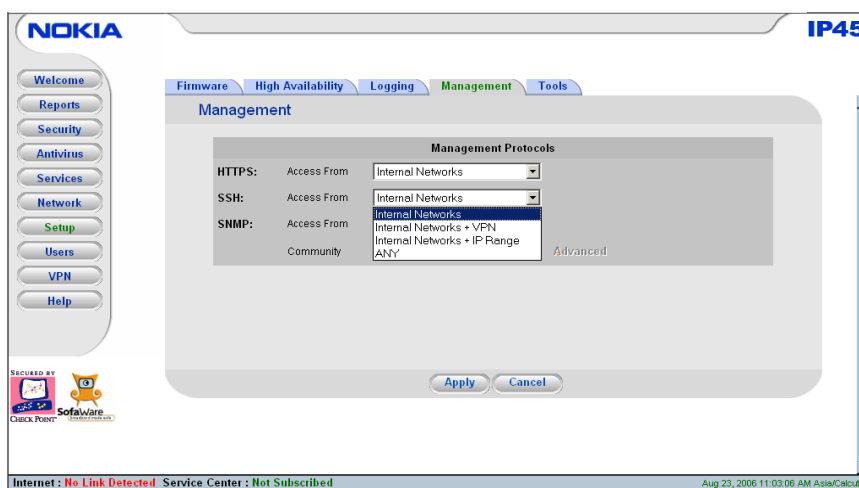 NOKIA
IP45
Welcome
Reports
Security
Antivirus
Services
Network
Setup
Users
VPN
Help
Firmware High Availability Logging Management Tools
Management
Management Protocols
HTTPS: Access From Internal Networks
SSH: Access From Internal Networks
Internal Networks
Internal Networks + VPN
Internal Networks + IP Range
ANY
SNMP: Access From
Community Advanced
Apply Cancel
SECURED BY
CHECK POINT
SofaWare
Internet : No Link Detected Service Center : Not Subscribed
Aug 23, 2006 11:03:06 AM Asia/Calcut